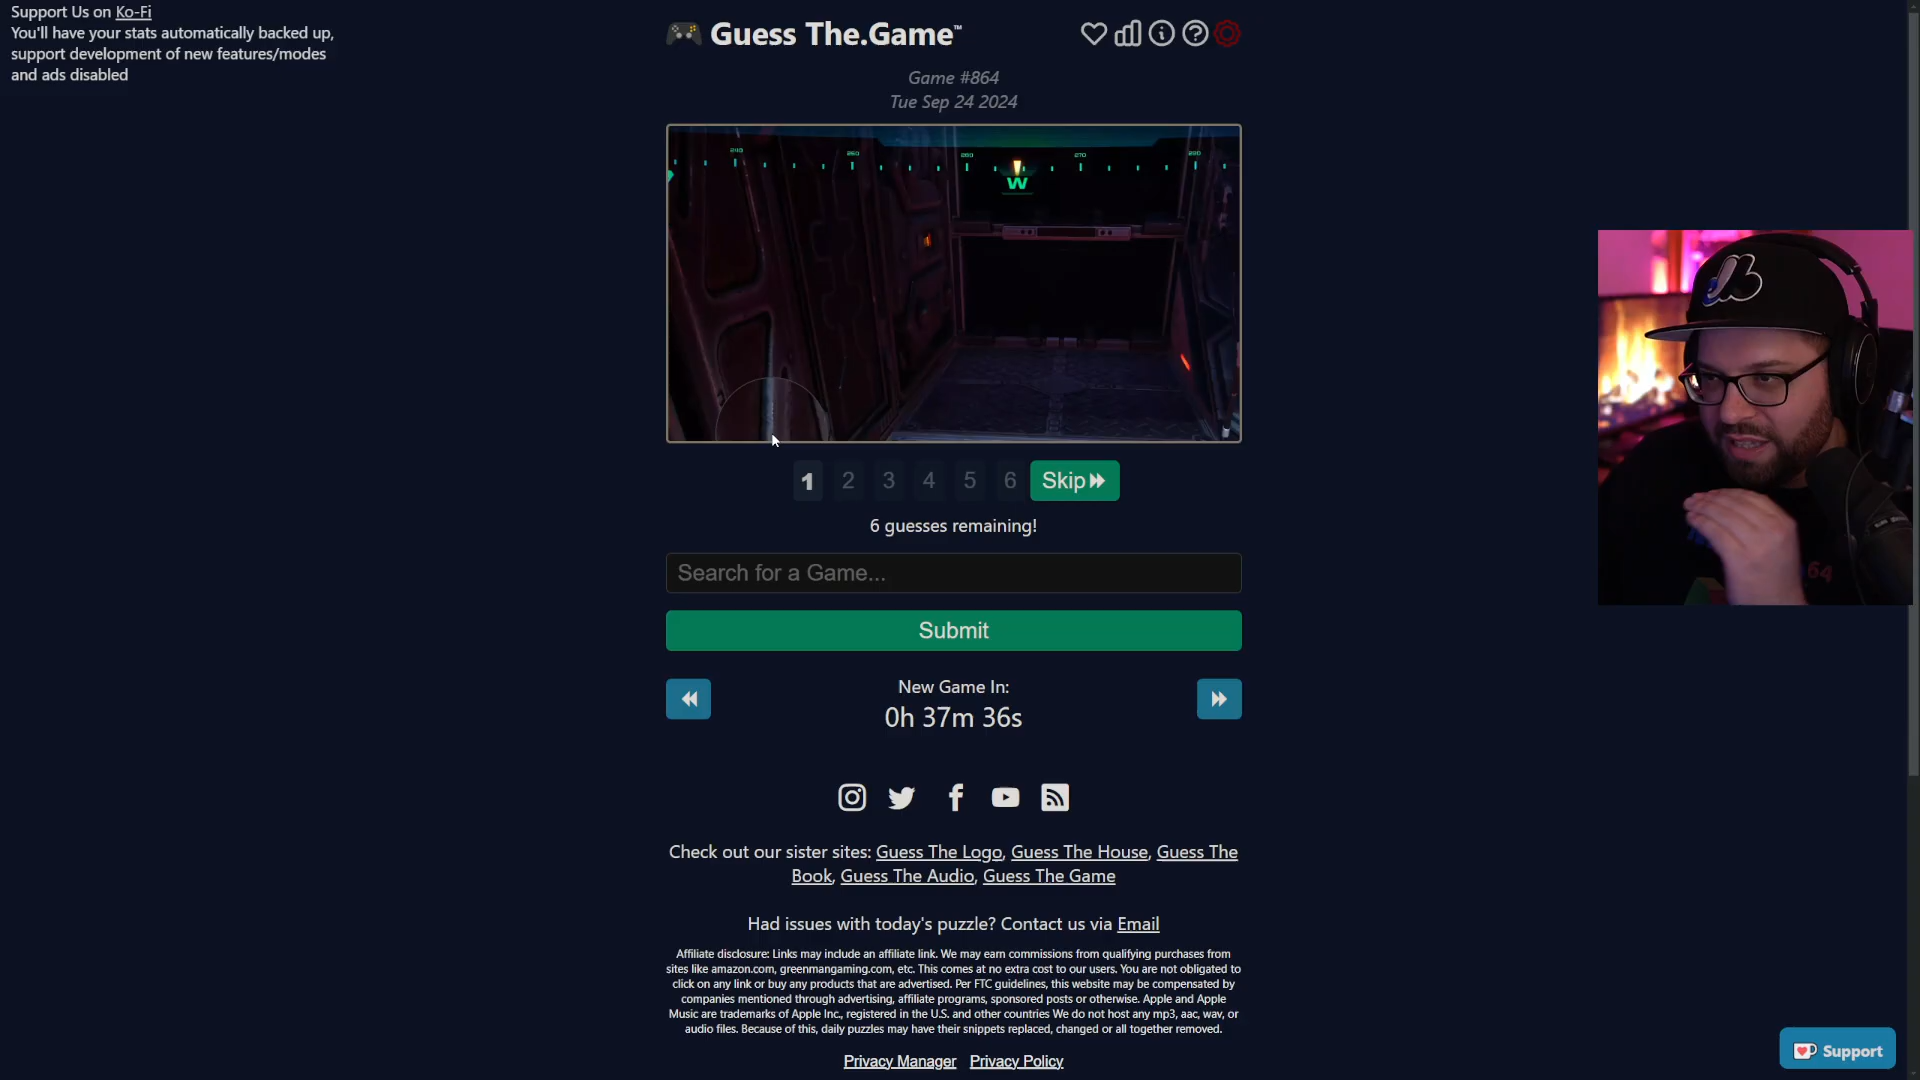 Support Us on Ko-Fi
You'll have your stats automatically backed up,
support development of new features/modes
and ads disabled
Guess The.Game™
Game #864
Tue Sep 24 2024
W
270
1 2 3 4 5 6 Skip
6 guesses remaining!
Search for a Game...
Submit
New Game In:
0h 37m 36s
Check out our sister sites: Guess The Logo, Guess The House, Guess The
Book, Guess The Audio, Guess The Game
Had issues with today's puzzle? Contact us via Email
Affiliate disclosure: Links may include an affiliate link. We may earn commissions from qualifying purchases from
sites like amazon.com, greenmangaming.com, etc. This comes at no extra cost to our users. You are not obligated to
click on any link or buy any products that are advertised. Per FTC guidelines, this website may be compensated by
companies mentioned through advertising, affiliate programs, sponsored posts or otherwise. Apple and Apple
Music are trademarks of Apple Inc., registered in the U.S. and other countries We do not host any mp3, aac, wav, or
audio files. Because of this, daily puzzles may have their snippets replaced, changed or all together removed.
Privacy Manager Privacy Policy
Support
64